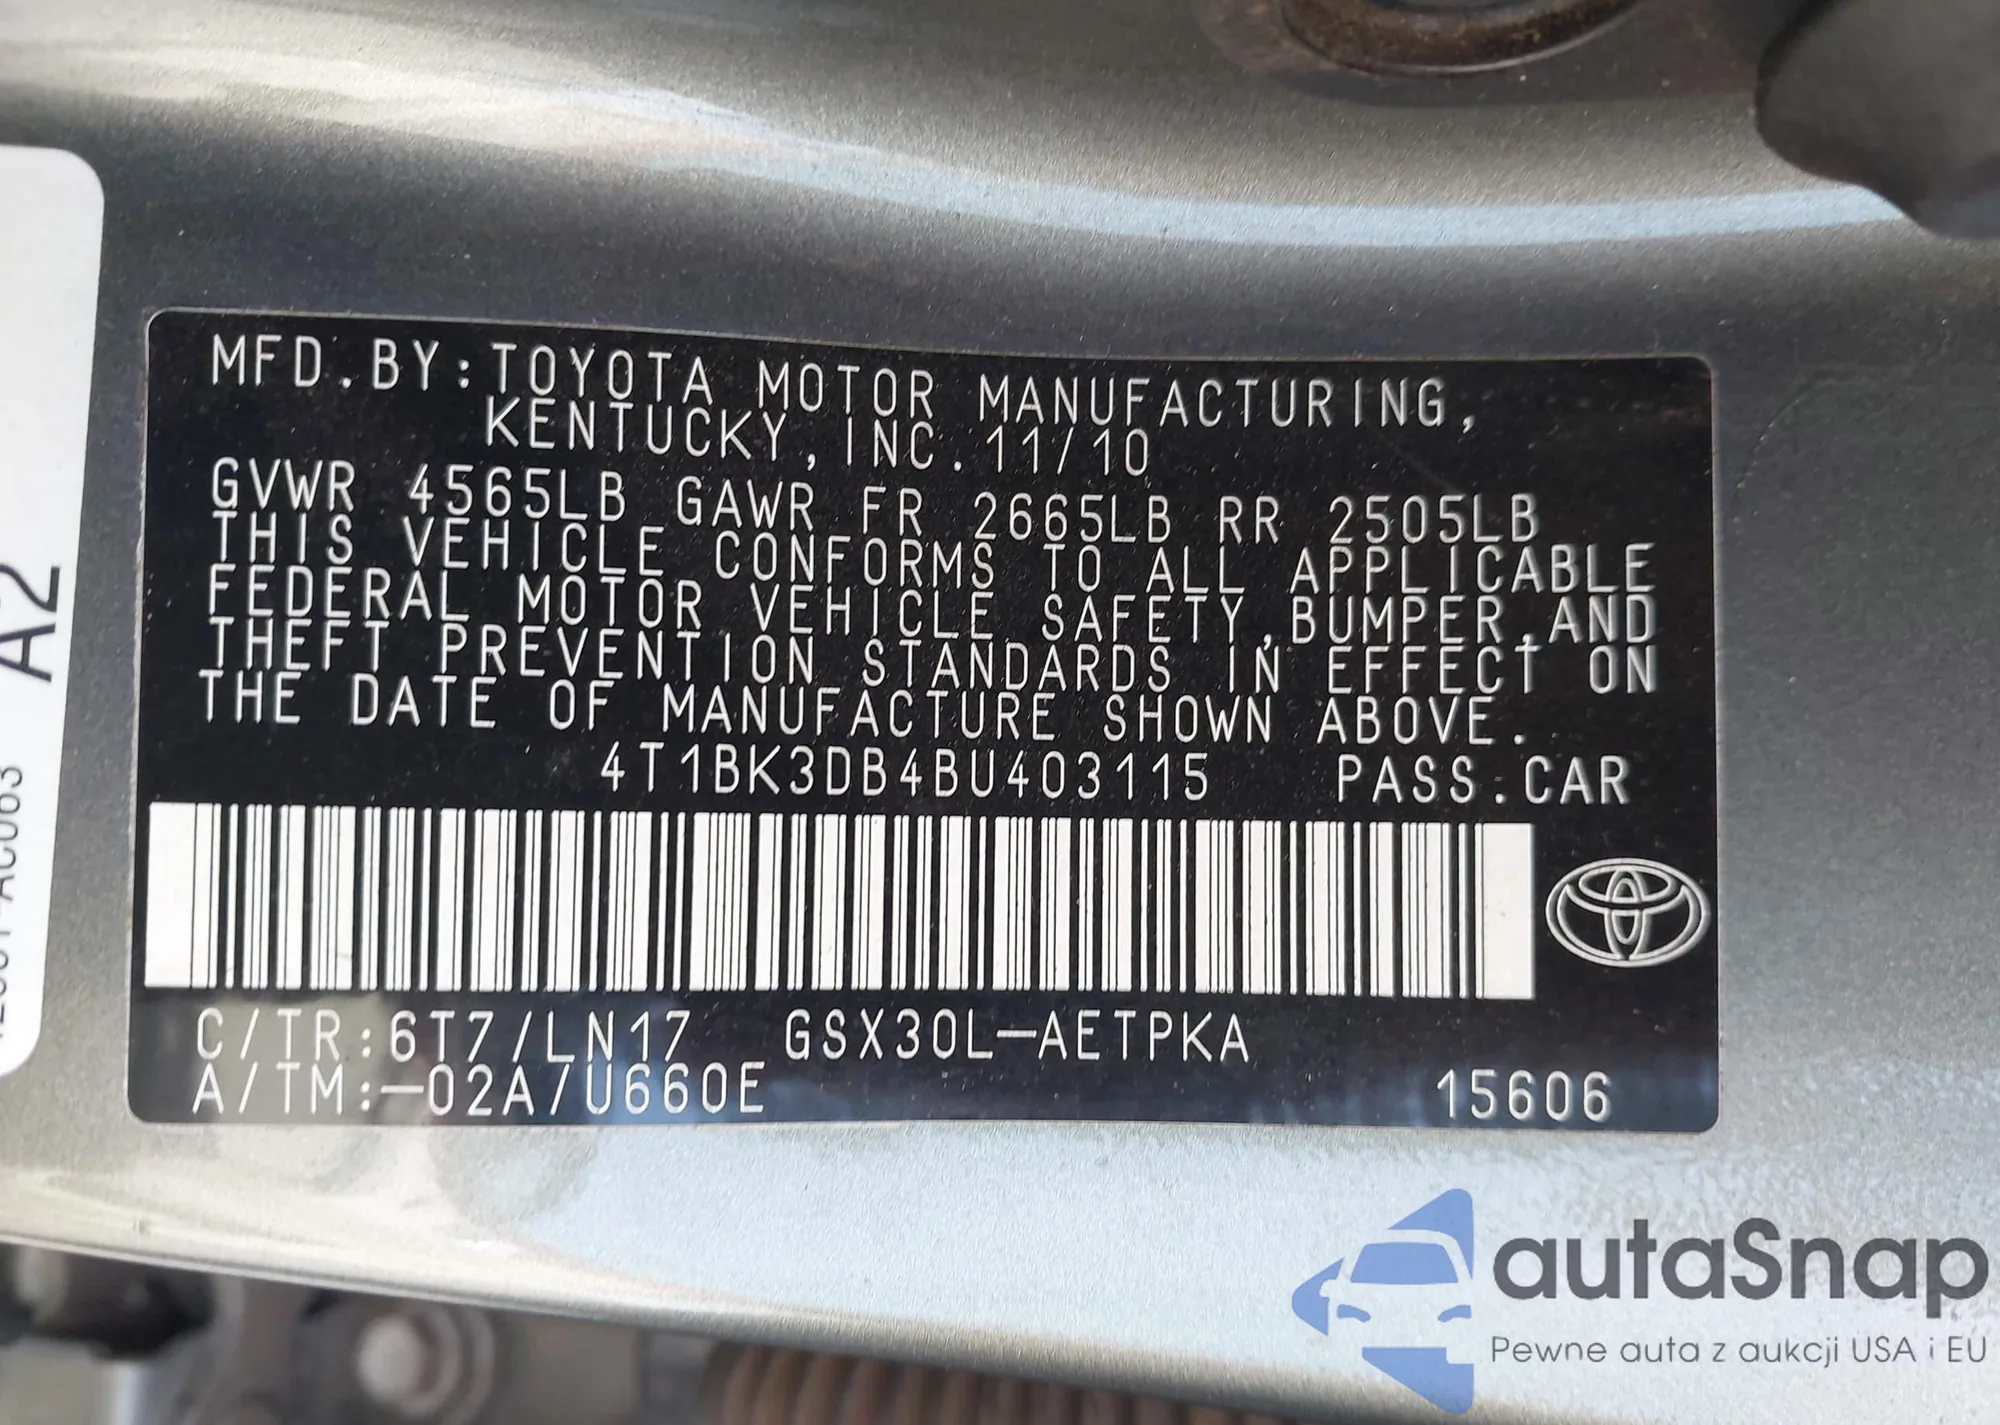 MFD.BY:TOYOTA MOTOR MANUFACTURING,
KENTUCKY,INC.11/10
GVWR 4565LB GAWR FR 2665LB RR 2505LB
THIS VEHICLE CONFORMS TO ALL APPLICABLE
FEDERAL MOTOR VEHICLE SAFETY,BUMPER,AND
THEFT PREVENTION STANDARDS IN EFFECT ON
THE DATE OF MANUFACTURE SHOWN ABOVE.
4T1BK3DB4BU403115 PASS.CAR
C/TR:6T7/LN17 GSX30L-AETPKA
A/TM:-02A/U660E 15606
A2
autaSnap
Pewne auta z aukcji USA i EU